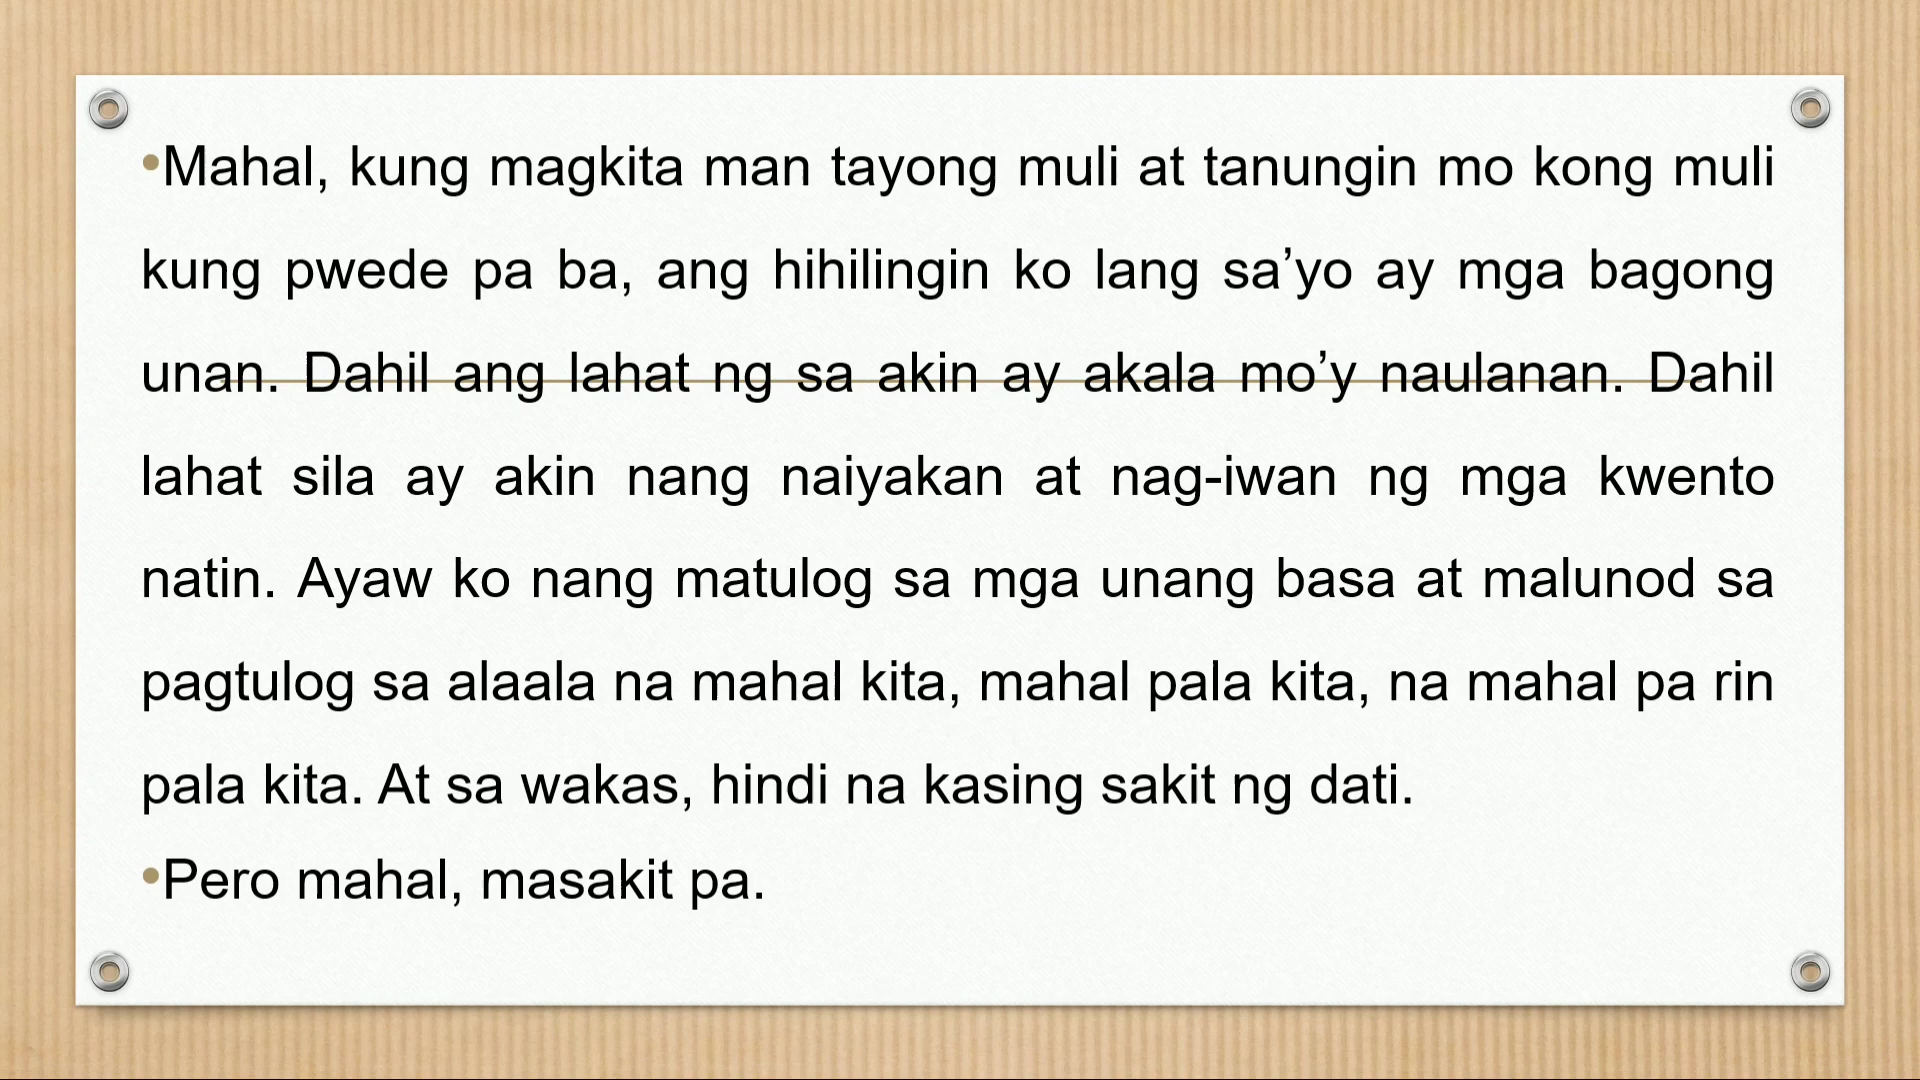 •Mahal, kung magkita man tayong muli at tanungin mo kong muli
kung pwede pa ba, ang hihilingin ko lang sa’yo ay mga bagong
unan. Dahil ang lahat ng sa akin ay akala mo’y naulanan. Dahil
lahat sila ay akin nang naiyakan at nag-iwan ng mga kwento
natin. Ayaw ko nang matulog sa mga unang basa at malunod sa
pagtulog sa alaala na mahal kita, mahal pala kita, na mahal pa rin
pala kita. At sa wakas, hindi na kasing sakit ng dati.
•Pero mahal, masakit pa.